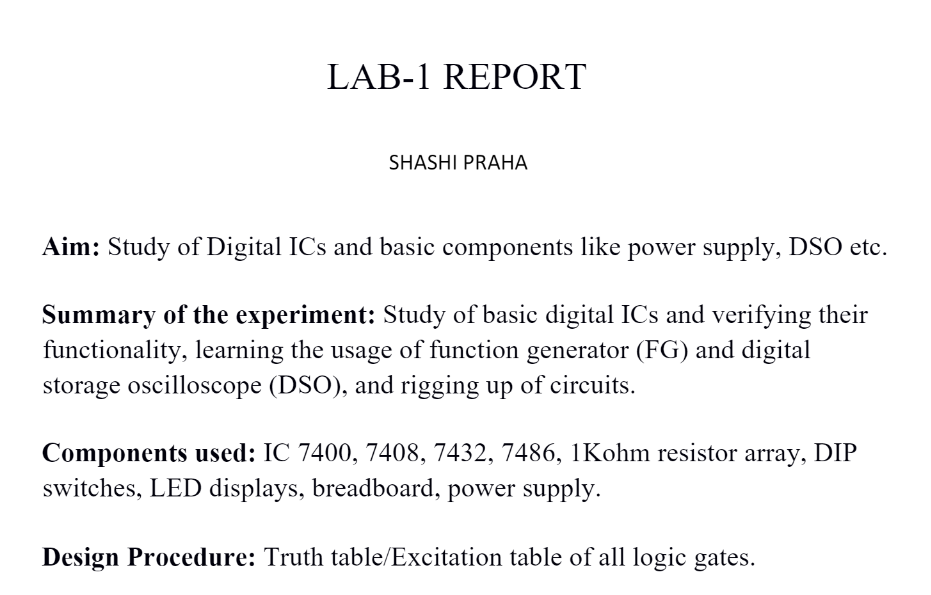 LAB-1 REPORT
SHASHI PRAHA
Aim: Study of Digital ICs and basic components like power supply, DSO etc.
Summary of the experiment: Study of basic digital ICs and verifying their
functionality, learning the usage of function generator (FG) and digital
storage oscilloscope (DSO), and rigging up of circuits.
Components used: IC 7400, 7408, 7432, 7486, 1Kohm resistor array, DIP
switches, LED displays, breadboard, power supply.
Design Procedure: Truth table/Excitation table of all logic gates.